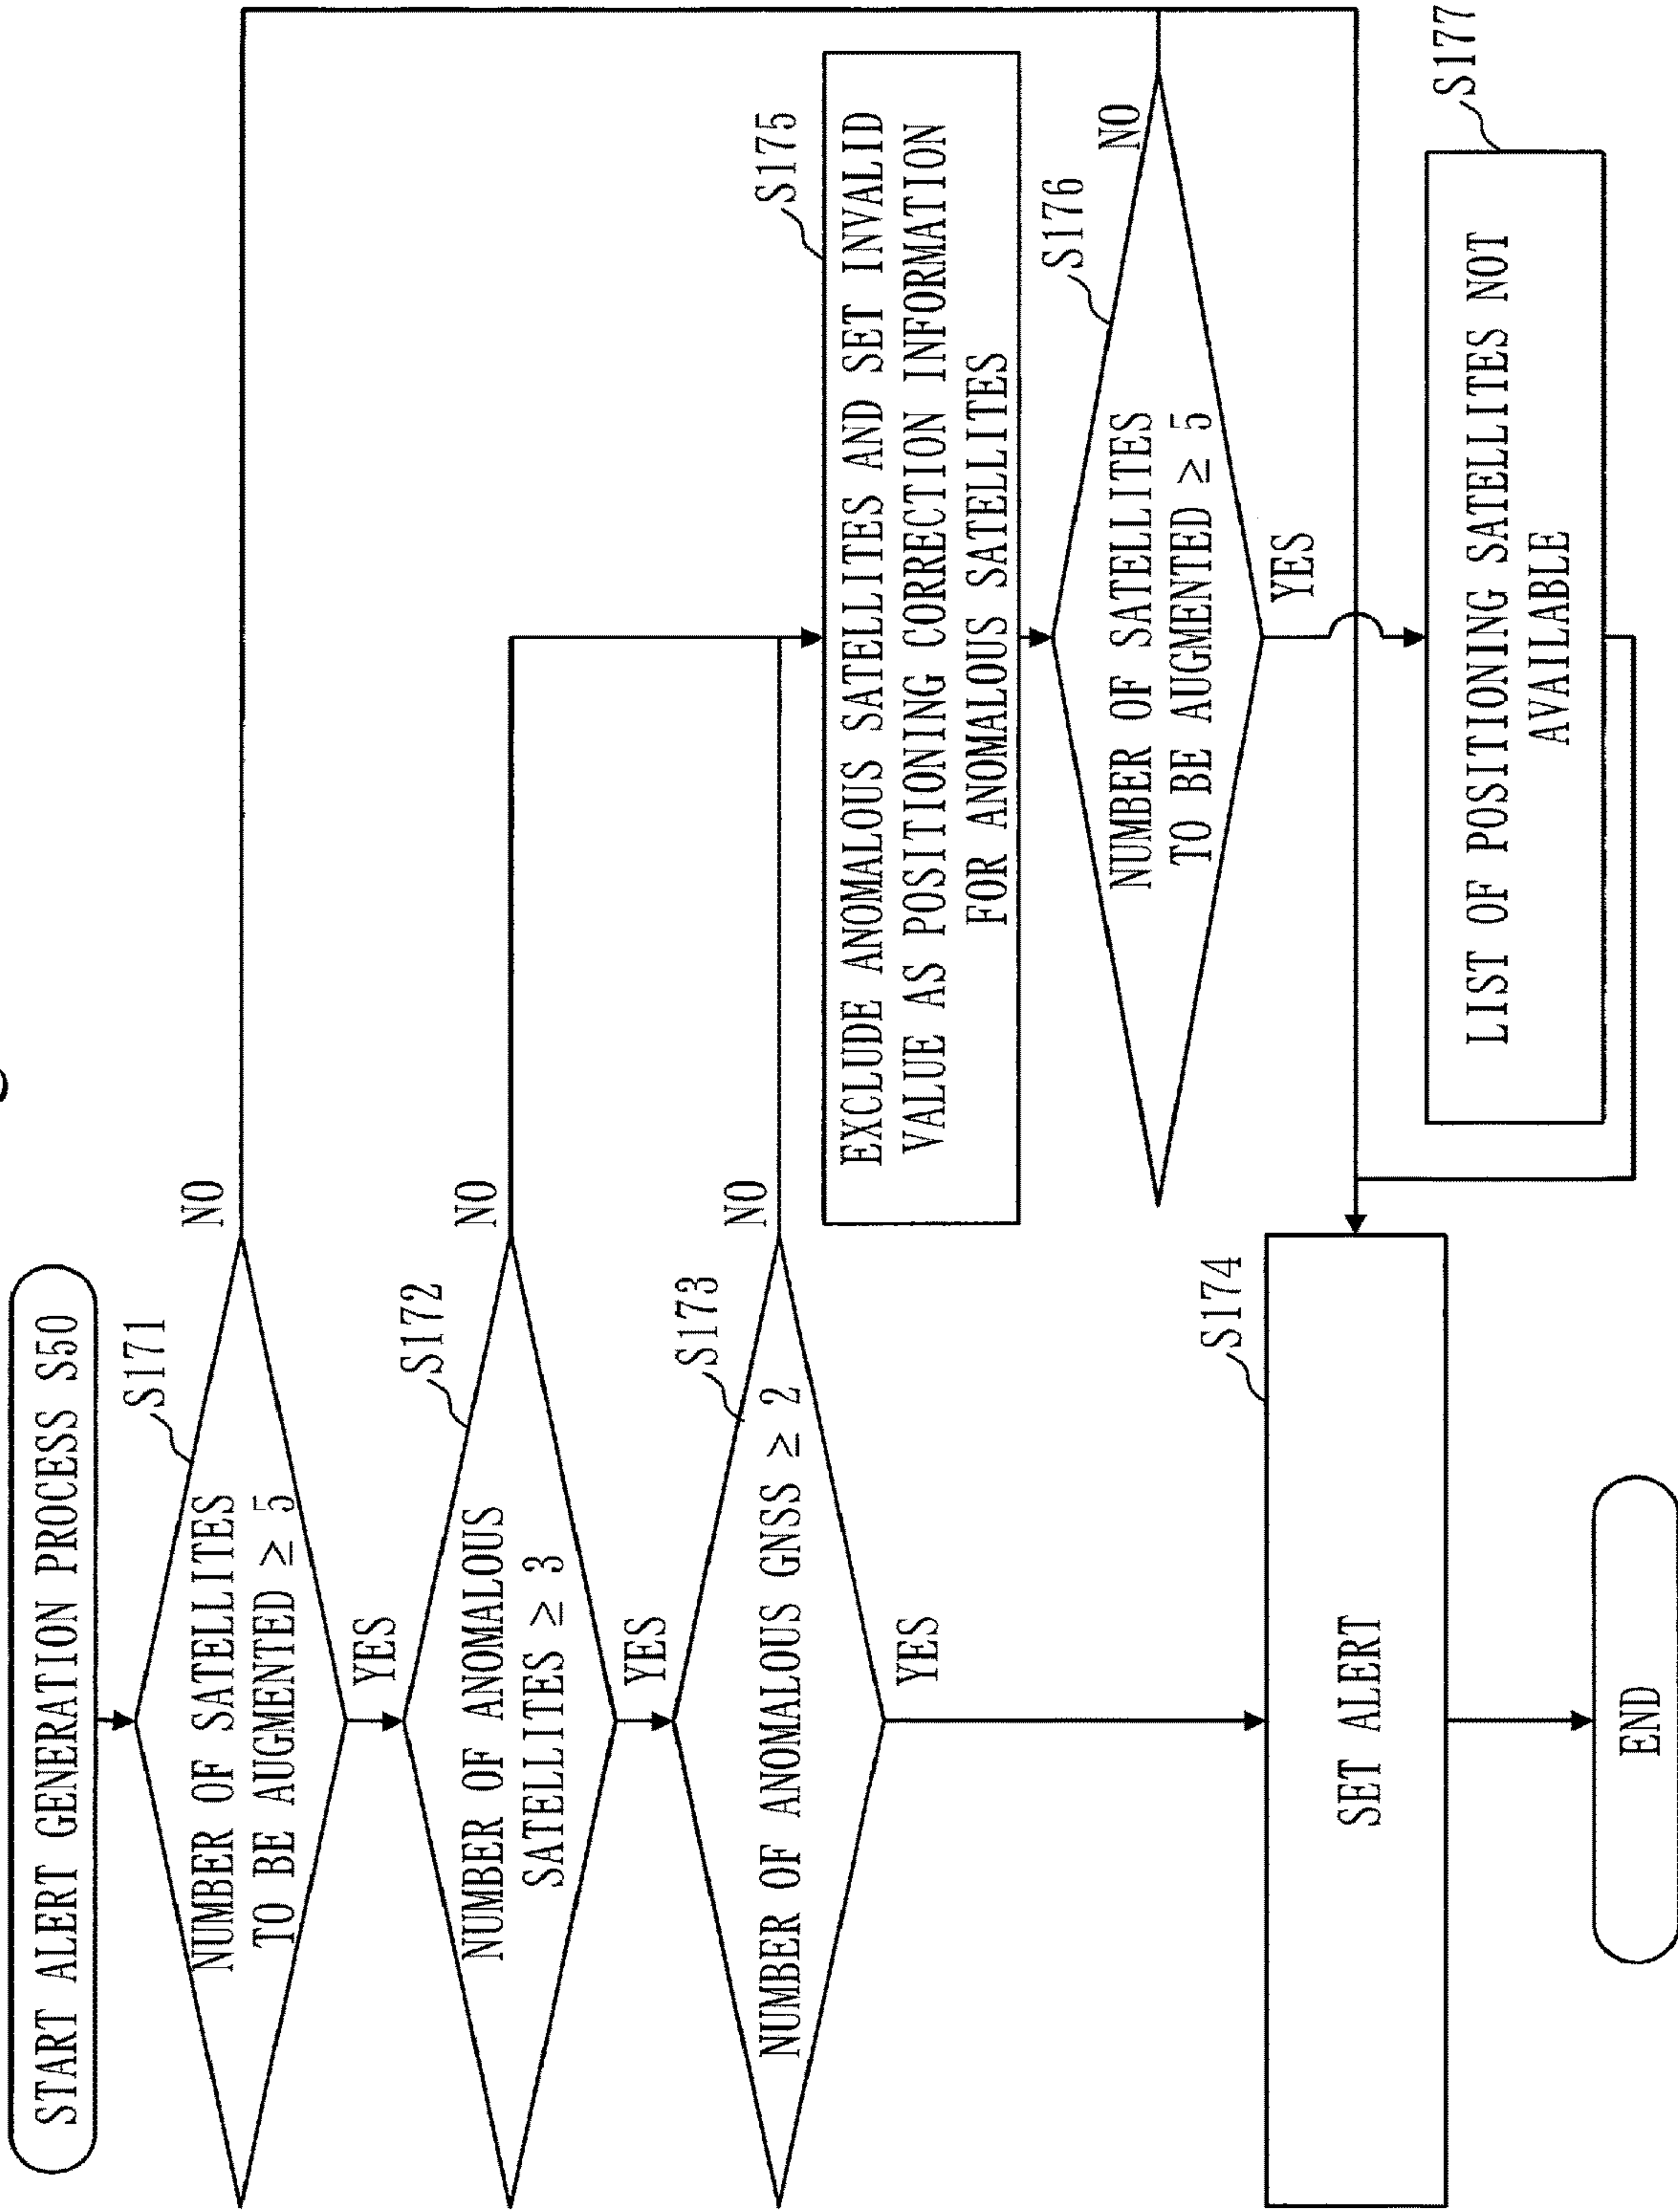 START ALERT GENERATION PROCESS S50
S171
NUMBER OF SATELLITES
TO BE AUGMENTED ≥ 5
NO
YES
S172
NUMBER OF ANOMALOUS
SATELLITES ≥ 3
NO
YES
S173
NUMBER OF ANOMALOUS GNSS ≥ 2
NO
YES
S175
EXCLUDE ANOMALOUS SATELLITES AND SET INVALID
VALUE AS POSITIONING CORRECTION INFORMATION
FOR ANOMALOUS SATELLITES
S176
NUMBER OF SATELLITES
TO BE AUGMENTED ≥ 5
NO
YES
S177
LIST OF POSITIONING SATELLITES NOT
AVAILABLE
S174
SET ALERT
END